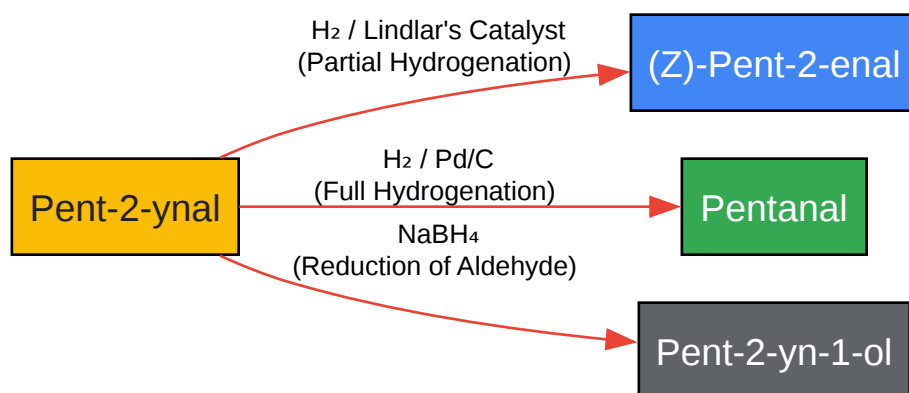 H₂ / Lindlar's Catalyst
(Partial Hydrogenation)
(Z)-Pent-2-enal
H₂ / Pd/C
(Full Hydrogenation)
Pent-2-ynal
Pentanal
NaBH₄
(Reduction of Aldehyde)
Pent-2-yn-1-ol